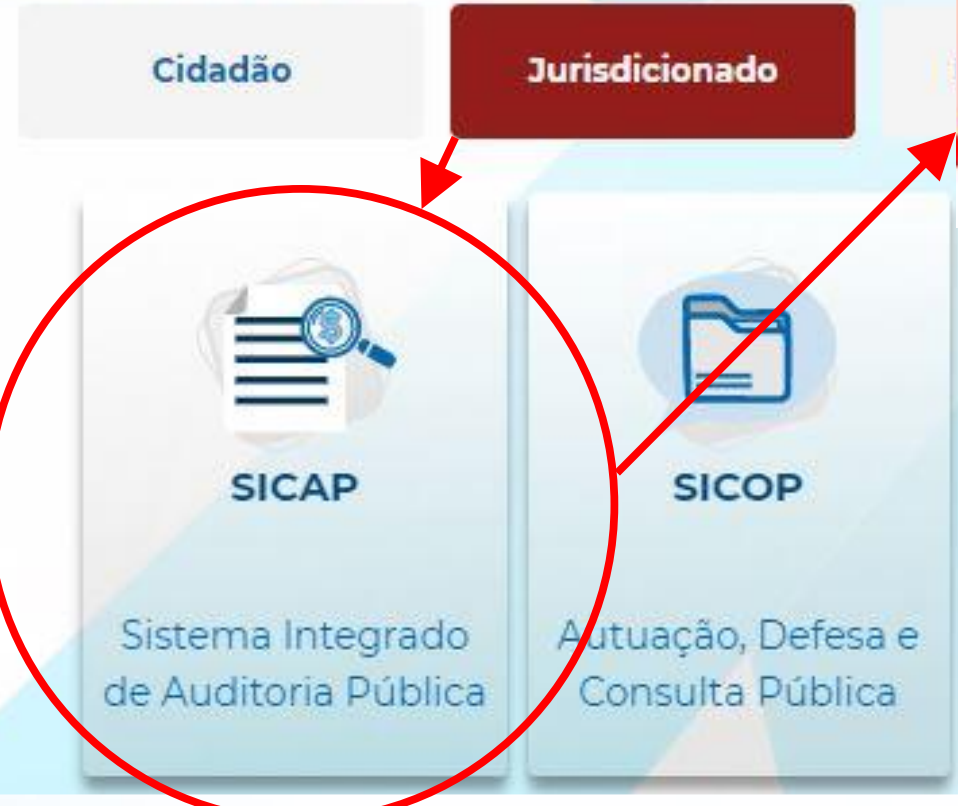 Cidadão
Jurisdicionado
SICAP
Sistema Integrado
de Auditoria Pública
SICOP
Autuação, Defesa e
Consulta Pública